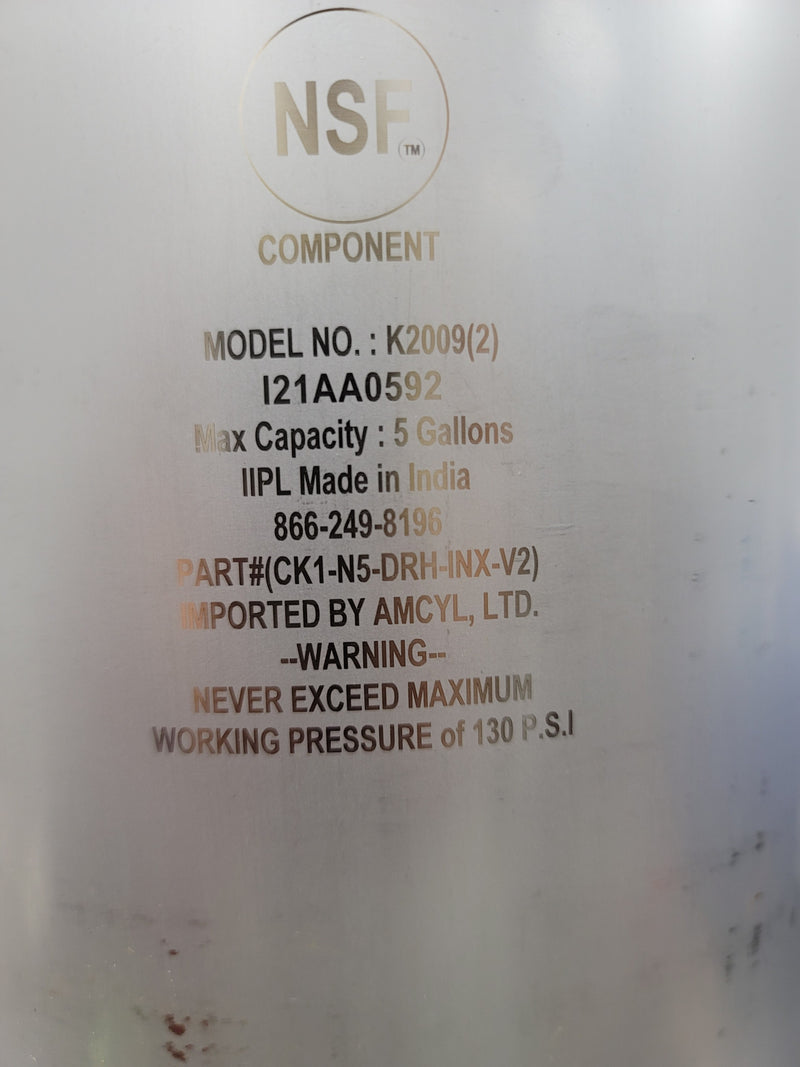 NSF
TM
COMPONENT
MODEL NO. : K2009(2)
I21AA0592
Max Capacity : 5 Gallons
IIPL Made in India
866-249-8196
PART#(CK1-N5-DRH-INX-V2)
IMPORTED BY AMCYL, LTD.
--WARNING--
NEVER EXCEED MAXIMUM
WORKING PRESSURE of 130 P.S.I